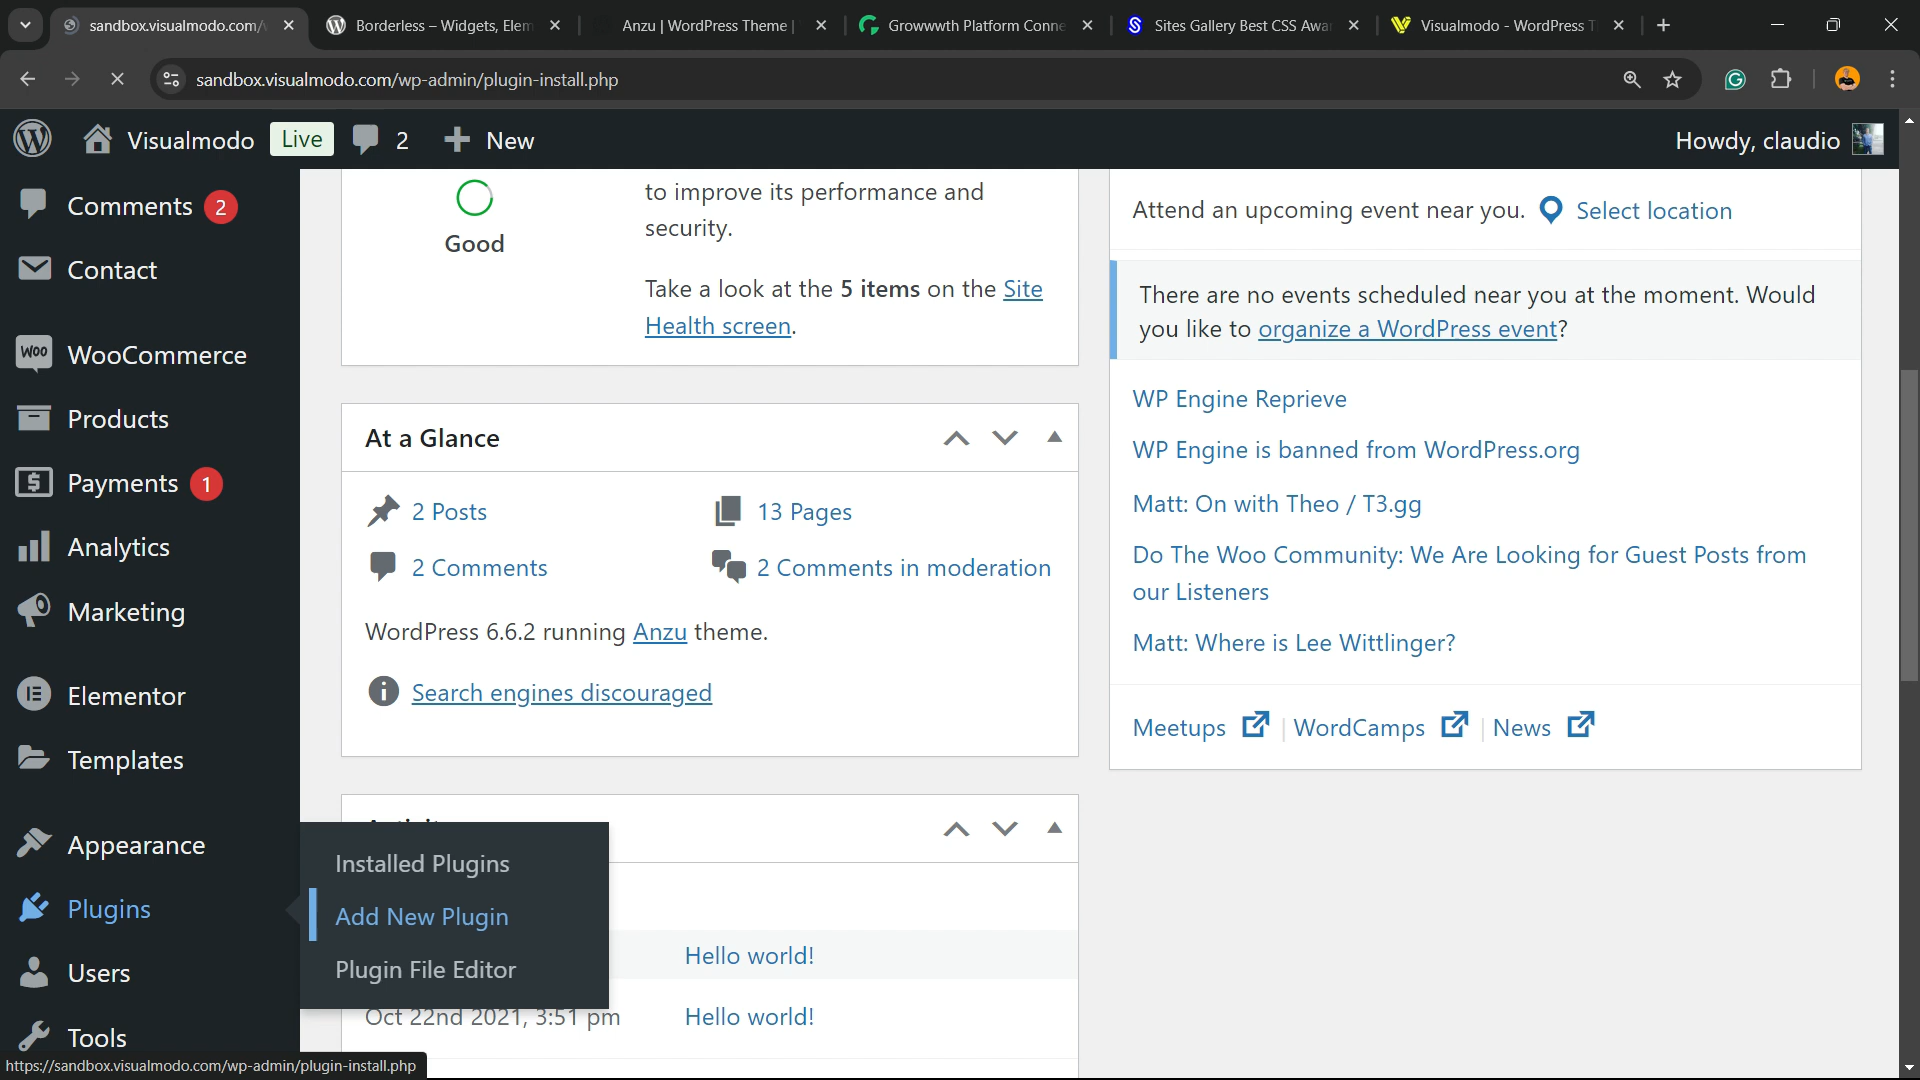 sandbox.visualmodo.com/
Borderless – Widgets, Elem
Anzu | WordPress Theme |
Growwwth Platform Conne
Sites Gallery Best CSS Awa
Visualmodo - WordPress T
sandbox.visualmodo.com/wp-admin/plugin-install.php
Visualmodo
Live
2
New
Howdy, claudio
Comments 2
Contact
Woo WooCommerce
Products
Payments 1
Analytics
Marketing
Elementor
Templates
Appearance
Plugins
Users
Tools
Installed Plugins
Add New Plugin
Plugin File Editor
Good
to improve its performance and
security.
Take a look at the 5 items on the Site
Health screen.
At a Glance
2 Posts
13 Pages
2 Comments
2 Comments in moderation
WordPress 6.6.2 running Anzu theme.
Search engines discouraged
Hello world!
Oct 22nd 2021, 3:51 pm
Hello world!
Attend an upcoming event near you.
Select location
There are no events scheduled near you at the moment. Would
you like to organize a WordPress event?
WP Engine Reprieve
WP Engine is banned from WordPress.org
Matt: On with Theo / T3.gg
Do The Woo Community: We Are Looking for Guest Posts from
our Listeners
Matt: Where is Lee Wittlinger?
Meetups | WordCamps | News
https://sandbox.visualmodo.com/wp-admin/plugin-install.php